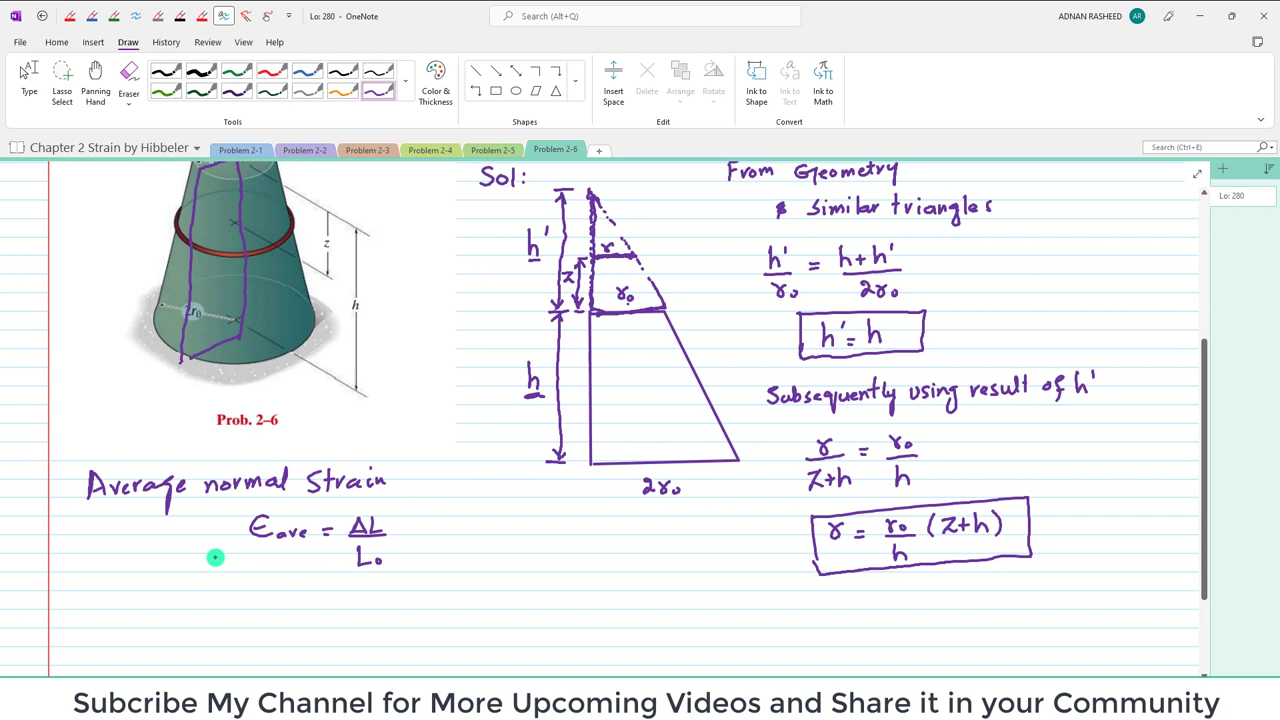 Lo: 280 - OneNote
Search (Alt+Q)
ADNAN RASHEED
AR
File Home Insert Draw History Review View Help
Type
Lasso Select
Panning Hand
Eraser
Tools
Color & Thickness
Shapes
Insert Space
Delete
Arrange
Rotate
Edit
Ink to Shape
Ink to Text
Ink to Math
Convert
Chapter 2 Strain by Hibbeler
Problem 2-1 Problem 2-2 Problem 2-3 Problem 2-4 Problem 2-5 Problem 2-6
Search (Ctrl+E)
Lo: 280
z
h
2r₀
Prob. 2–6
Average normal Strain
ϵave = ΔL / L₀
Sol:
h'
z
r
r₀
h
2r₀
From Geometry
& Similar triangles
h'/r₀ = h+h'/2r₀
h' = h
Subsequently using result of h'
r/z+h = r₀/h
r = r₀/h (z+h)
Subcribe My Channel for More Upcoming Videos and Share it in your Community